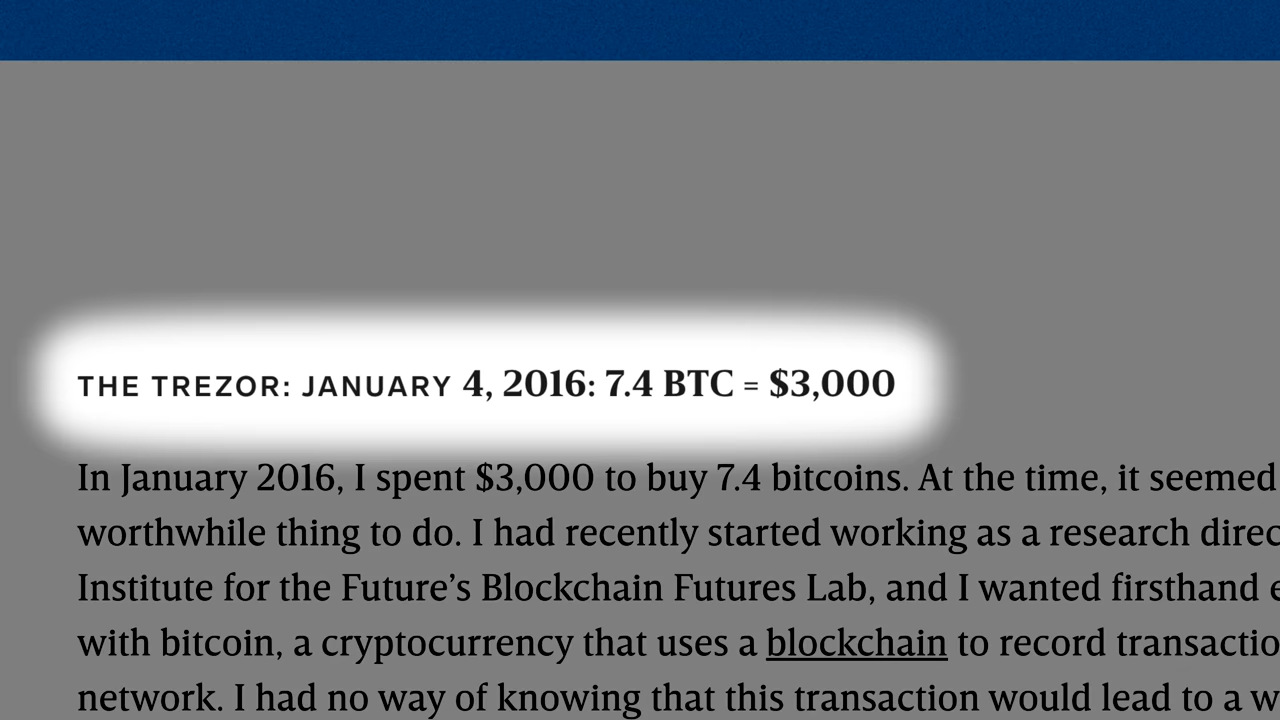 THE TREZOR: JANUARY 4, 2016: 7.4 BTC = $3,000
In January 2016, I spent $3,000 to buy 7.4 bitcoins. At the time, it seemed
worthwhile thing to do. I had recently started working as a research
Institute for the Future’s Blockchain Futures Lab, and I wanted firsthand
with bitcoin, a cryptocurrency that uses a blockchain to record
network. I had no way of knowing that this transaction would lead to a